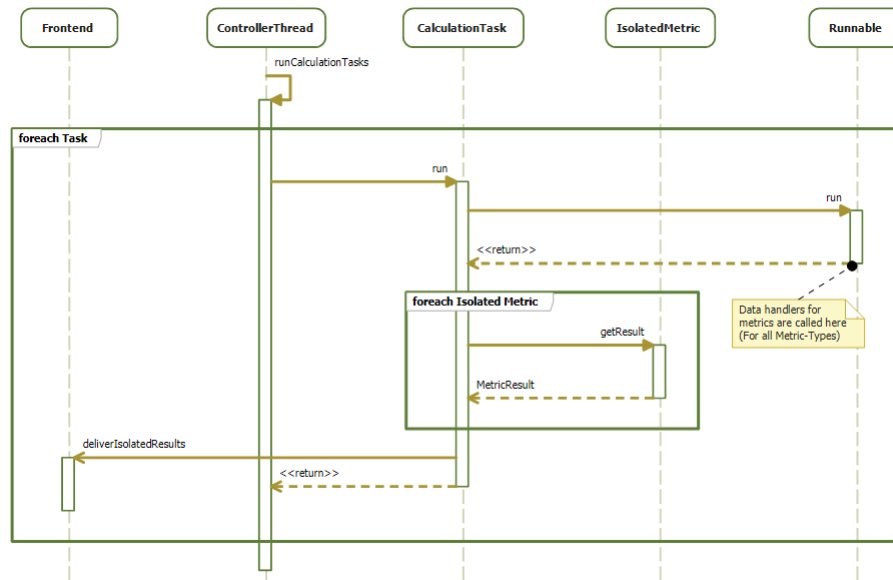 Frontend
ControllerThread
CalculationTask
IsolatedMetric
Runnable
runCalculationTasks
foreach Task
run
run
<<return>>
foreach Isolated Metric
Data handlers for
metrics are called here
(For all Metric-Types)
getResult
MetricResult
deliverIsolatedResults
<<return>>